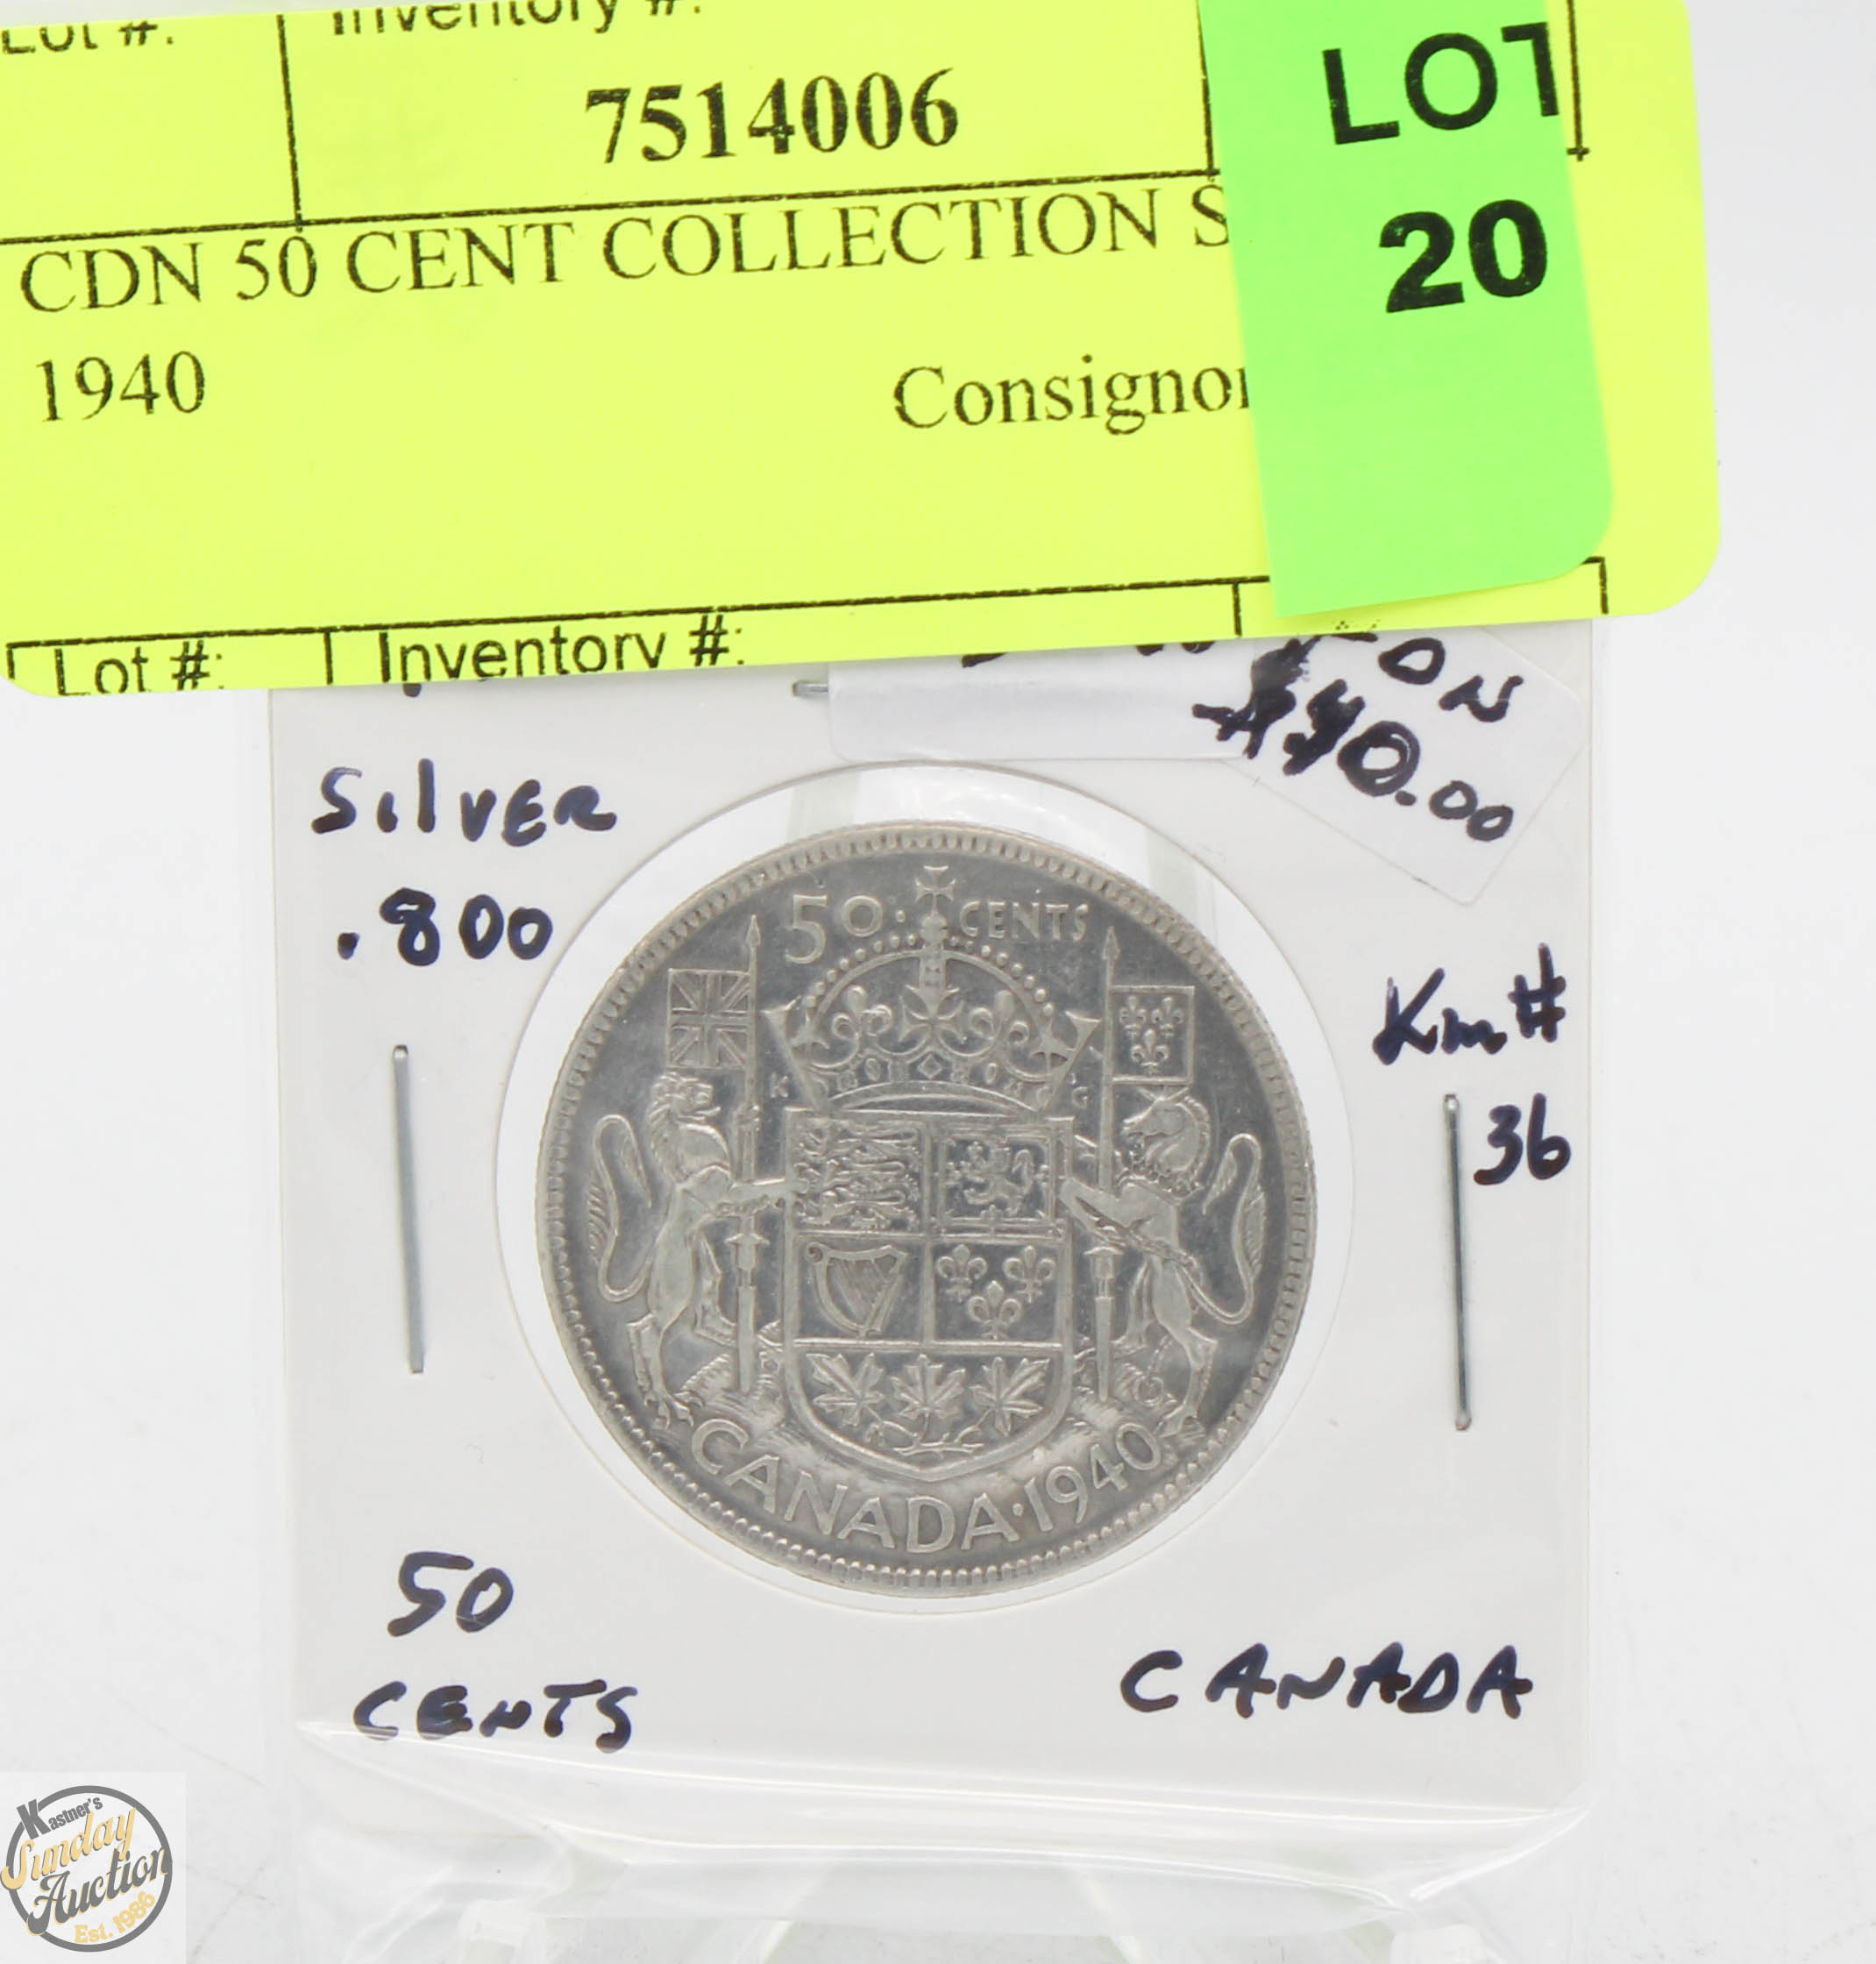 Lot #:
Inventory #:
7514006
LOT
20
CDN 50 CENT COLLECTION S
1940
Consignor
Lot #:
Inventory #:
CDN
$40.00
SilVER
.800
Km#
36
50 CENTS
K G
CANADA · 1940
50
CENTS
CANADA
Kastner's
Sunday
Auction
Est. 1986